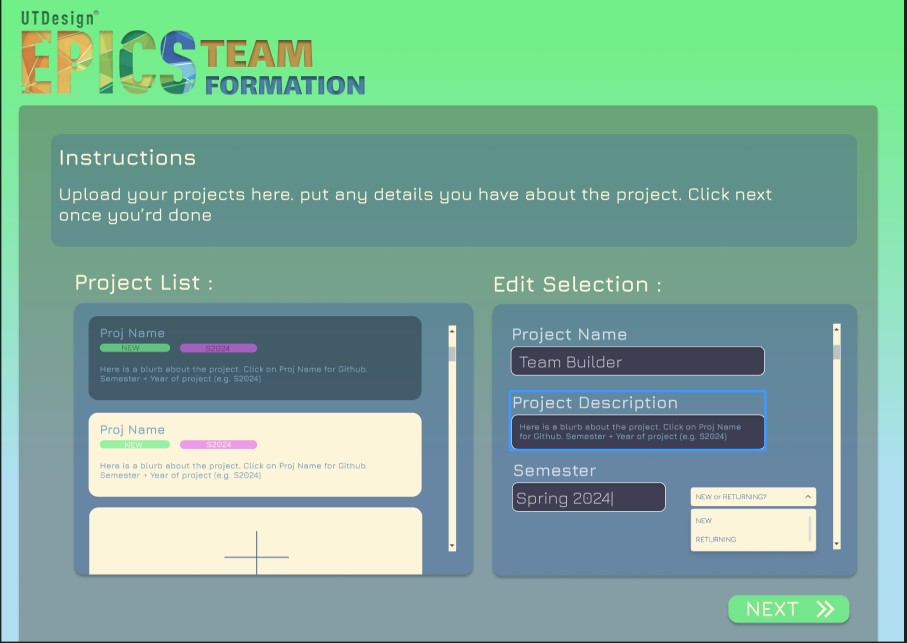 UTDesign®
EPICS TEAM
FORMATION
Instructions
Upload your projects here. put any details you have about the project. Click next
once you'rd done
Project List :
Proj Name
NEW S2024
Here is a blurb about the project. Click on Proj Name for Github.
Semester + Year of project (e.g. S2024)
Proj Name
NEW S2024
Here is a blurb about the project. Click on Proj Name for Github.
Semester + Year of project (e.g. S2024)
Edit Selection :
Project Name
Team Builder
Project Description
Here is a blurb about the project. Click on Proj Name
for Github. Semester + Year of project (e.g. S2024)
Semester
Spring 2024
NEW or RETURNING?
NEW
RETURNING
NEXT